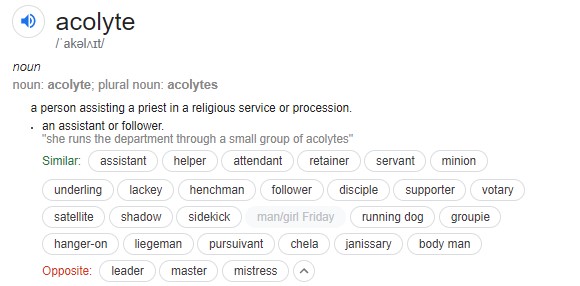 acolyte
/ˈakəlʌɪt/
noun
noun: acolyte; plural noun: acolytes
a person assisting a priest in a religious service or procession.
• an assistant or follower.
"she runs the department through a small group of acolytes"
Similar: assistant helper attendant retainer servant minion
underling lackey henchman follower disciple supporter votary
satellite shadow sidekick man/girl Friday running dog groupie
hanger-on liegeman pursuivant chela janissary body man
Opposite: leader master mistress